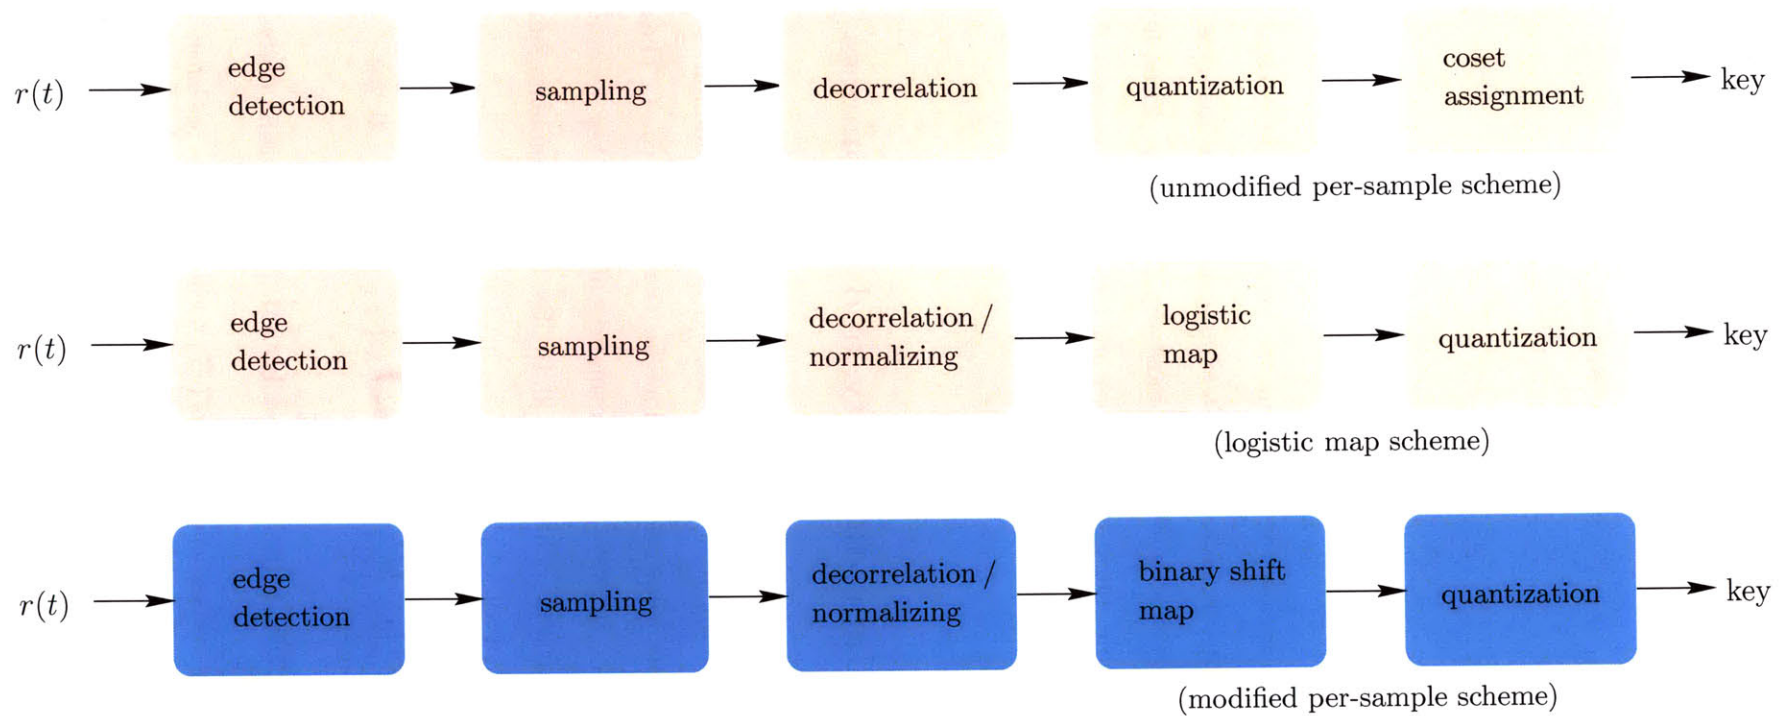 r(t)
edge
detection
sampling
decorrelation
quantization
coset
assignment
key
(unmodified per-sample scheme)
r(t)
edge
detection
sampling
decorrelation /
normalizing
logistic
map
quantization
key
(logistic map scheme)
r(t)
edge
detection
sampling
decorrelation /
normalizing
binary shift
map
quantization
key
(modified per-sample scheme)